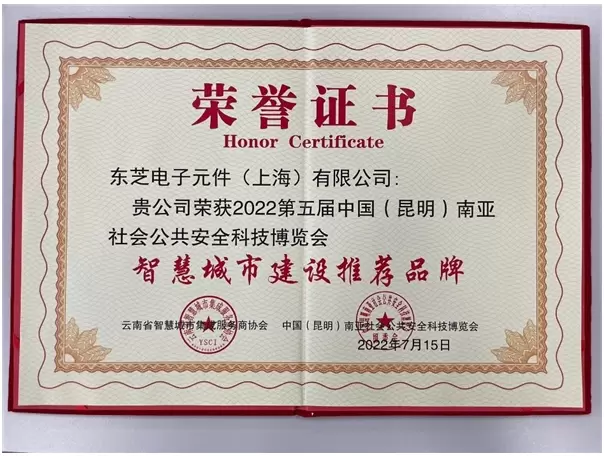 荣誉证书
Honor Certificate
东芝电子元件（上海）有限公司：
贵公司荣获2022第五届中国（昆明）南亚
社会公共安全科技博览会
智慧城市建设推荐品牌
云南省智慧城市集成服务商协会 中国（昆明）南亚社会公共安全科技博览会
YSCI
2022年7月15日